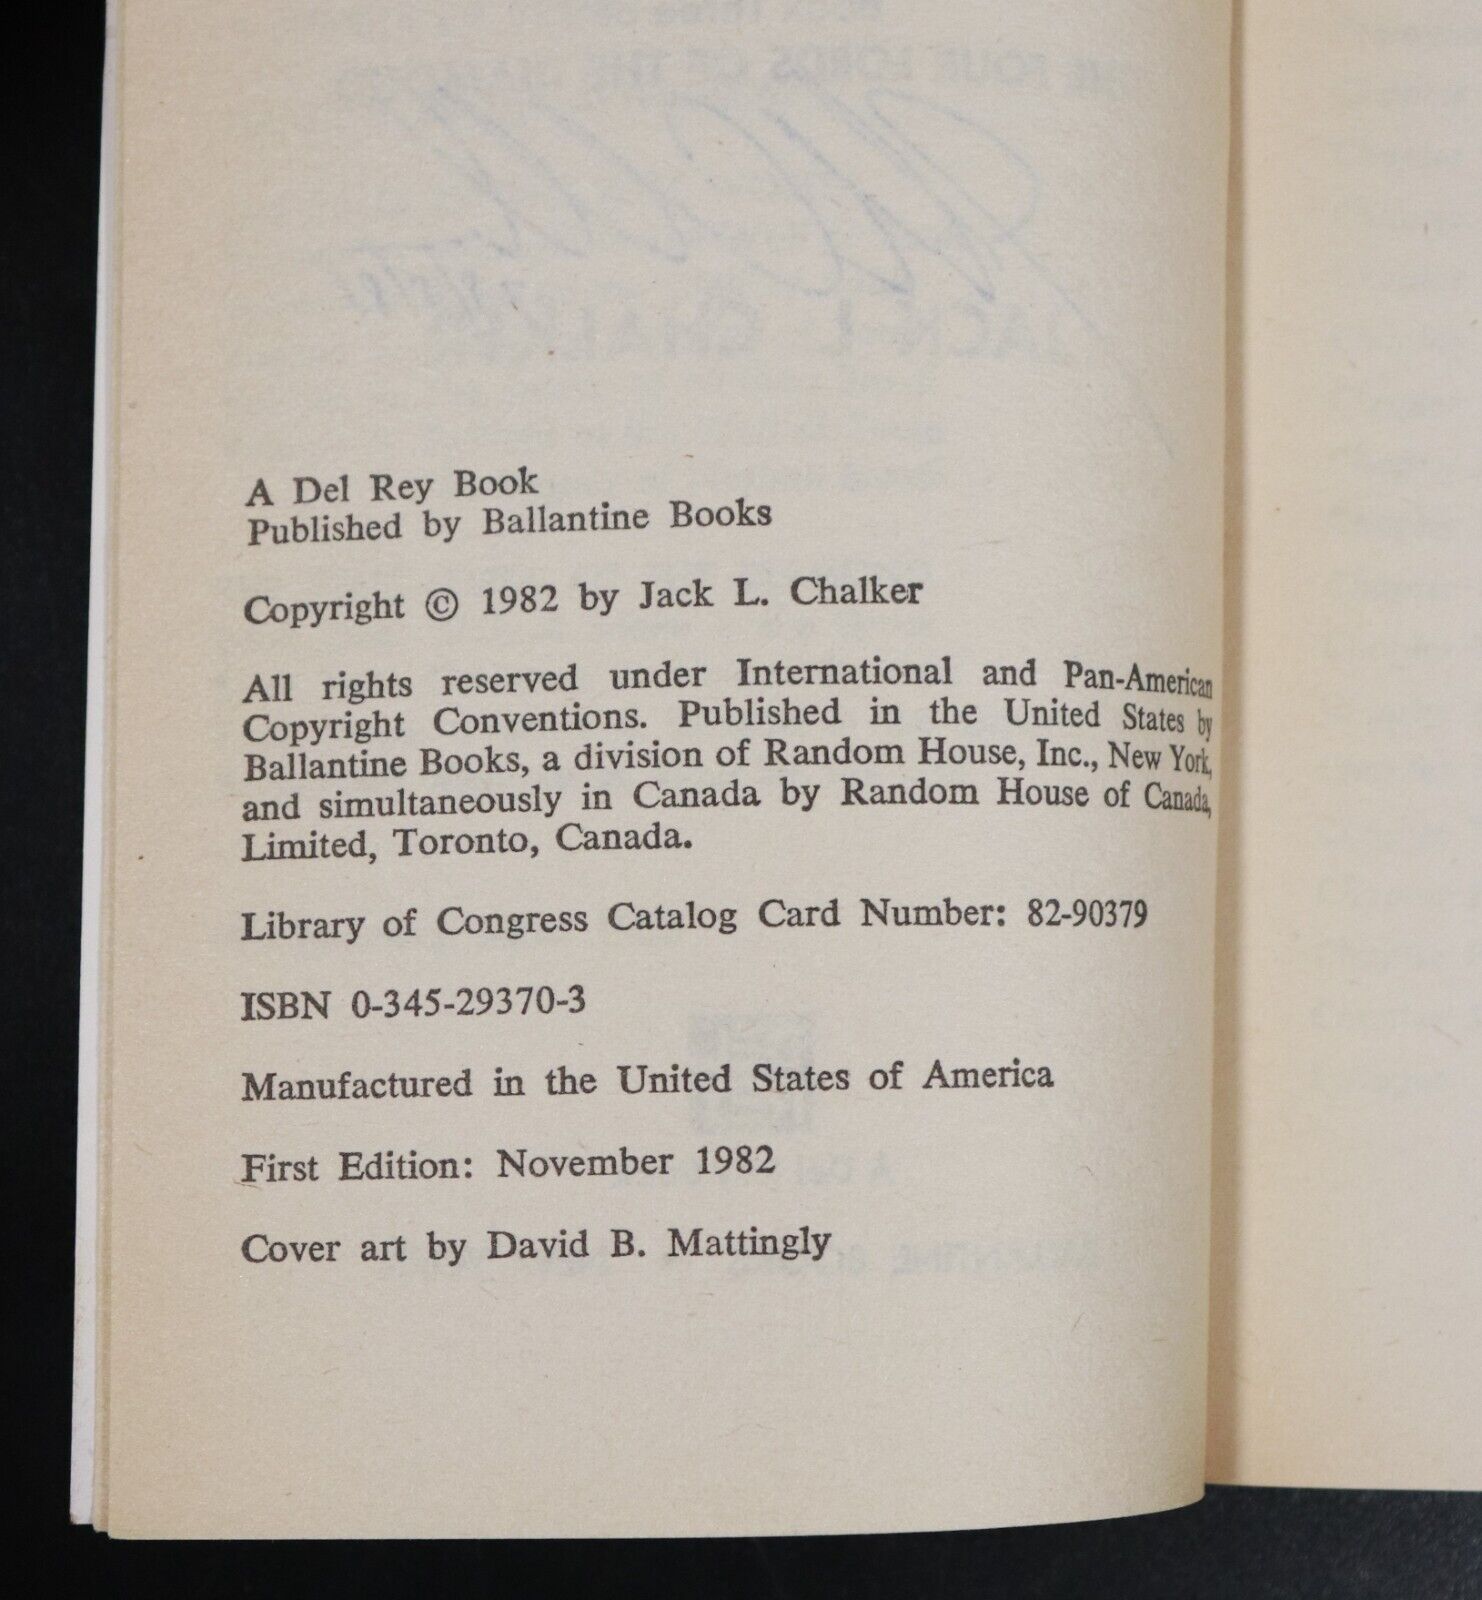 A Del Rey Book
Published by Ballantine Books
Copyright © 1982 by Jack L. Chalker
All rights reserved under International and Pan-American
Copyright Conventions. Published in the United States by
Ballantine Books, a division of Random House, Inc., New York,
and simultaneously in Canada by Random House of Canada,
Limited, Toronto, Canada.
Library of Congress Catalog Card Number: 82-90379
ISBN 0-345-29370-3
Manufactured in the United States of America
First Edition: November 1982
Cover art by David B. Mattingly